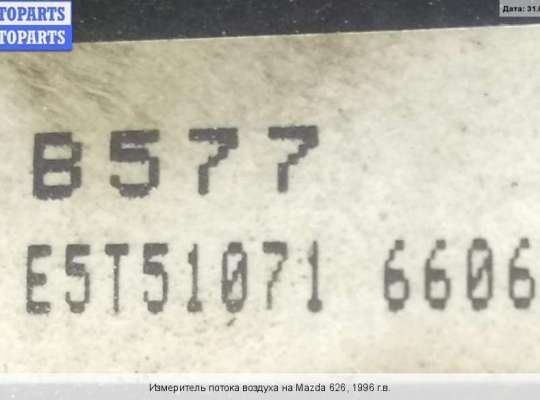 TOPARTS
TOPARTS
Дата: 31.
B577
E5T51071 6606
Измеритель потока воздуха на Mazda 626, 1996 г.в.